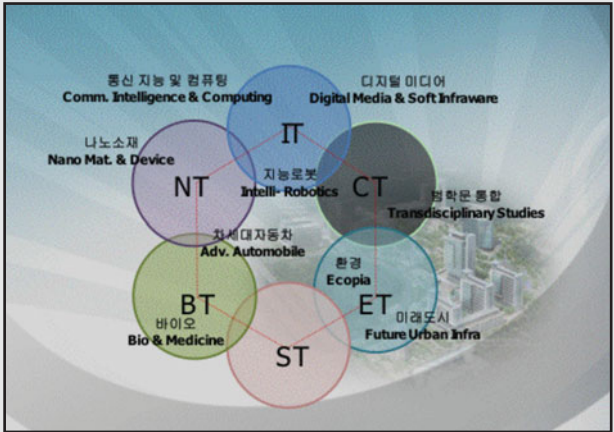 통신 지능 및 컴퓨팅
Comm. Intelligence & Computing
디지털 미디어
Digital Media & Soft Infraware
IT
나노소재
Nano Mat. & Device
NT
지능로봇
Intelli- Robotics
CT
범학문 통합
Transdisciplinary Studies
차세대자동차
Adv. Automobile
환경
Ecopia
BT
ET
바이오
Bio & Medicine
미래도시
Future Urban Infra
ST